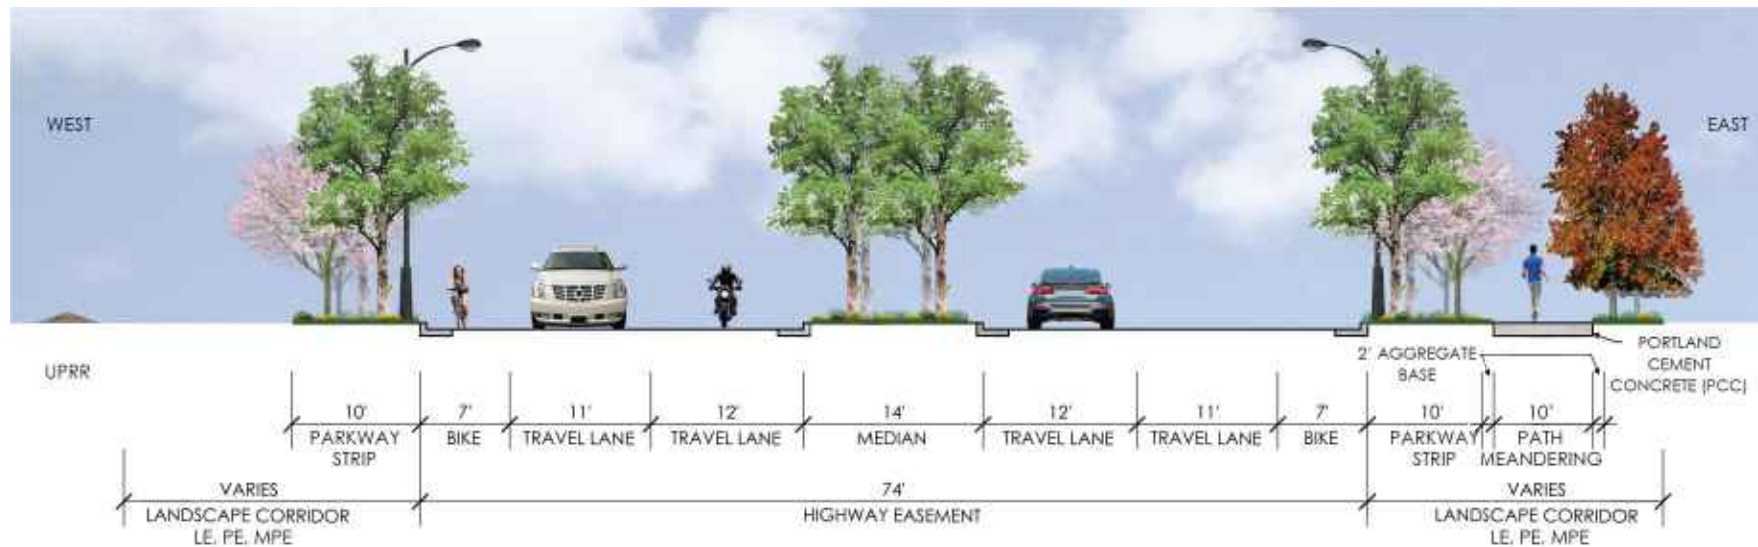 WEST
EAST
UPRR
2' AGGREGATE
BASE
PORTLAND
CEMENT
CONCRETE (PCC)
10'
7'
11'
12'
14'
12'
11'
7'
10'
10'
PARKWAY
STRIP
BIKE
TRAVEL LANE
TRAVEL LANE
MEDIAN
TRAVEL LANE
TRAVEL LANE
BIKE
PARKWAY
STRIP
PATH
MEANDERING
VARIES
LANDSCAPE CORRIDOR
LE, PE, MPE
74'
HIGHWAY EASEMENT
VARIES
LANDSCAPE CORRIDOR
LE, PE, MPE